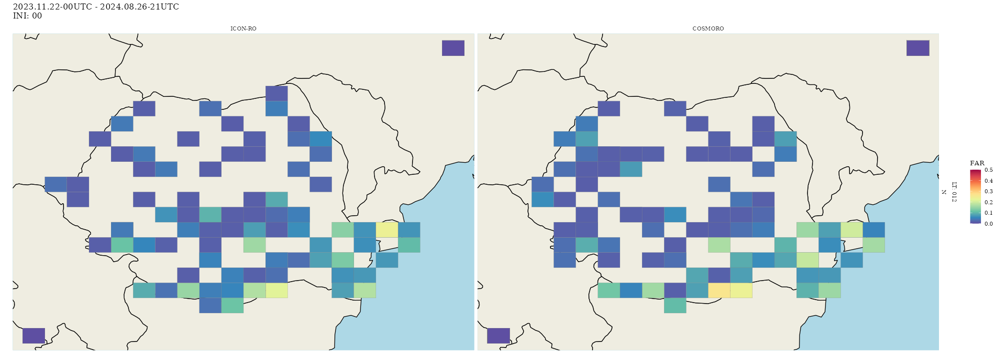 2023.11.22-00UTC - 2024.08.26-21UTC
INI: 00
ICON-RO
COSMORO
LT: 012
N
FAR
0.5
0.4
0.3
0.2
0.1
0.0